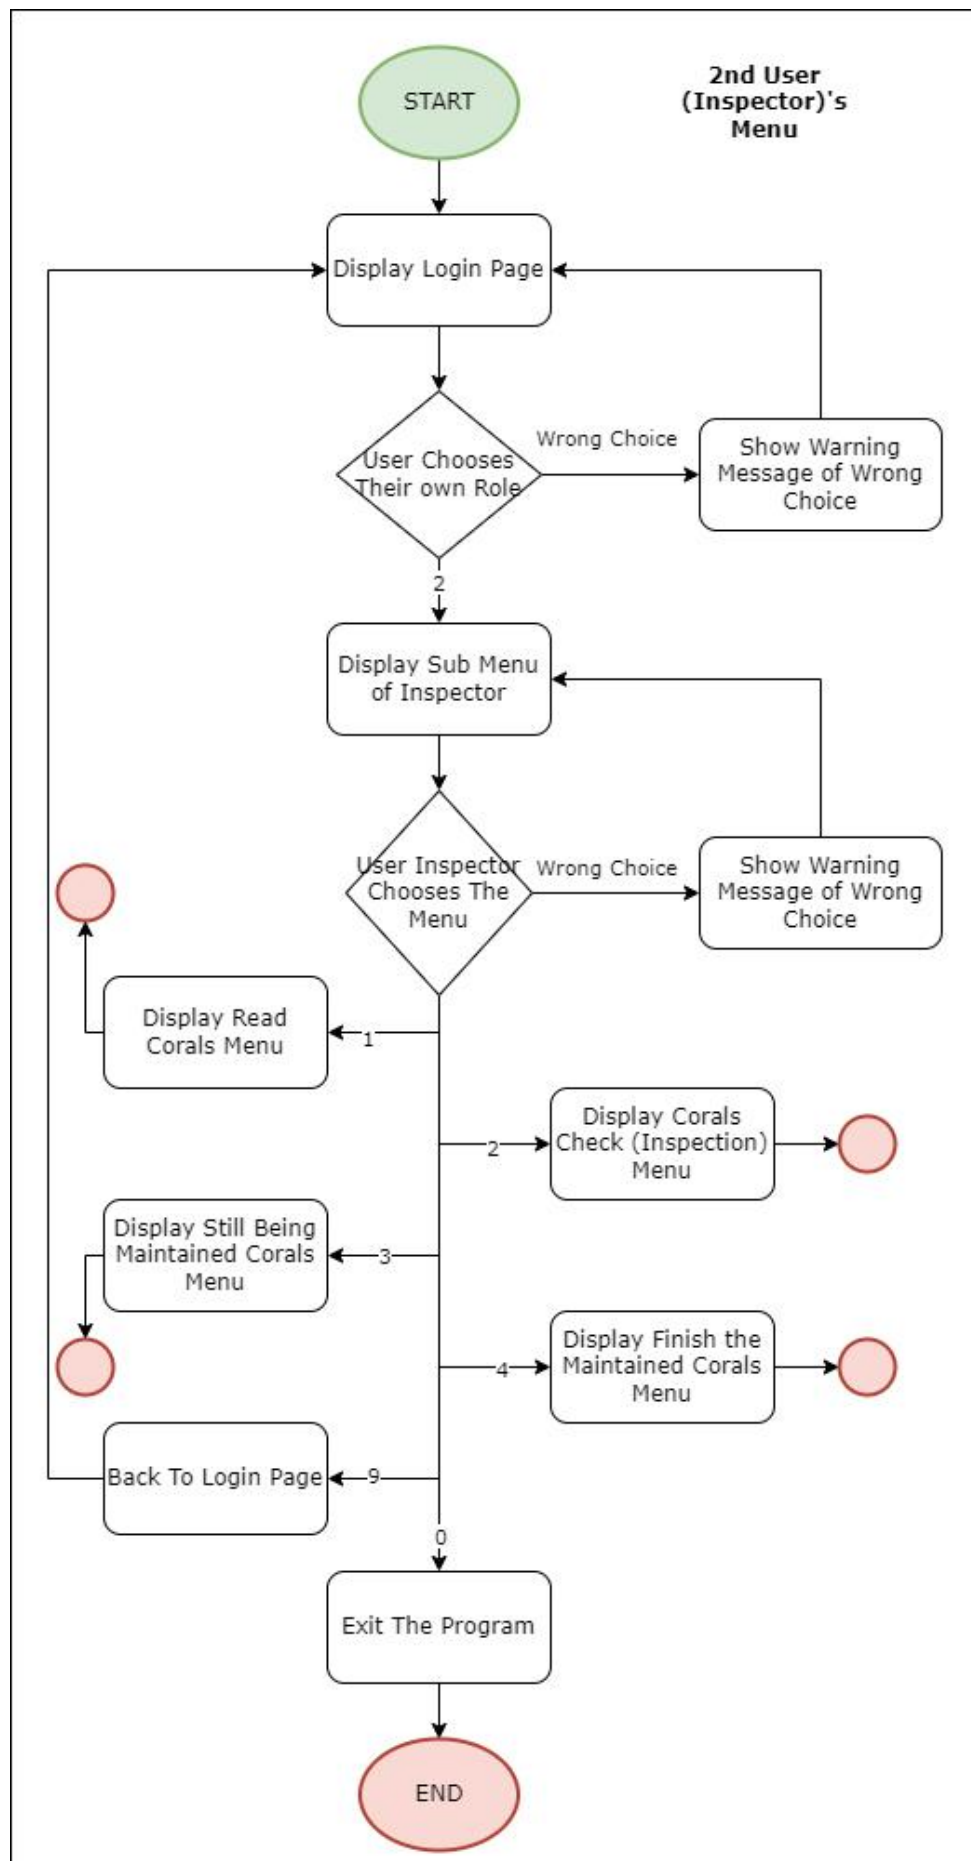 START
2nd User
(Inspector)'s
Menu
Display Login Page
User Chooses
Their own Role
Wrong Choice
Show Warning
Message of Wrong
Choice
2
Display Sub Menu
of Inspector
User Inspector
Chooses The
Menu
Wrong Choice
Show Warning
Message of Wrong
Choice
Display Read
Corals Menu
1
2
Display Corals
Check (Inspection)
Menu
Display Still Being
Maintained Corals
Menu
3
4
Display Finish the
Maintained Corals
Menu
Back To Login Page
9
0
Exit The Program
END